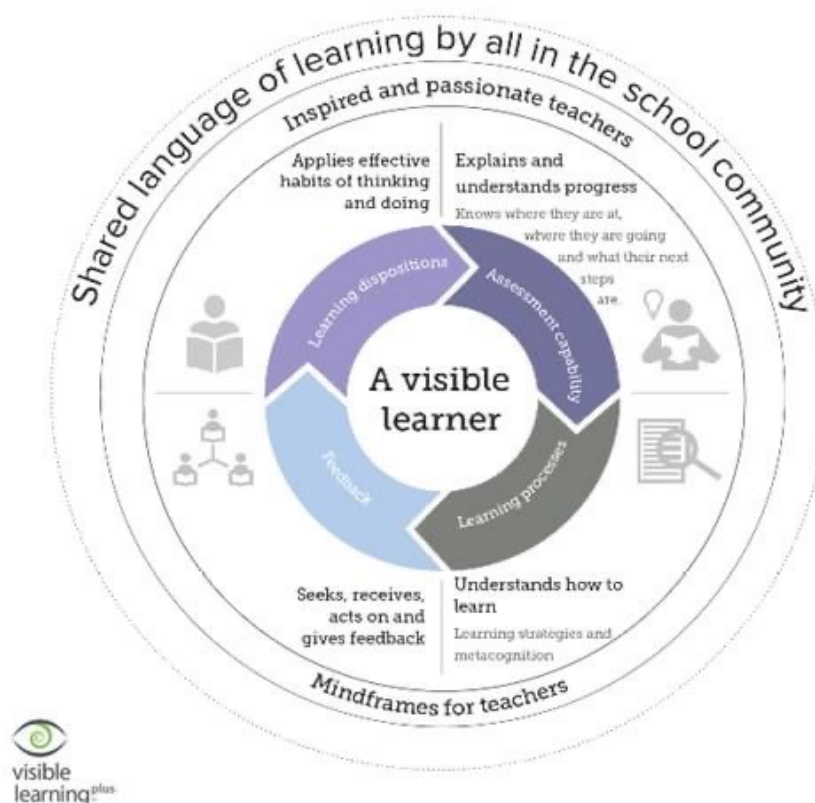 Shared language of learning by all in the school community
Inspired and passionate teachers
Applies effective
habits of thinking
and doing
Explains and
understands progress
Knows where they are at,
where they are going
and what their next
steps
are.
Learning dispositions
Assessment capability
A visible
learner
Feedback
Learning processes
Seeks, receives,
acts on and
gives feedback
Understands how to
learn
Learning strategies and
metacognition
Mindframes for teachers
visible
learning plus